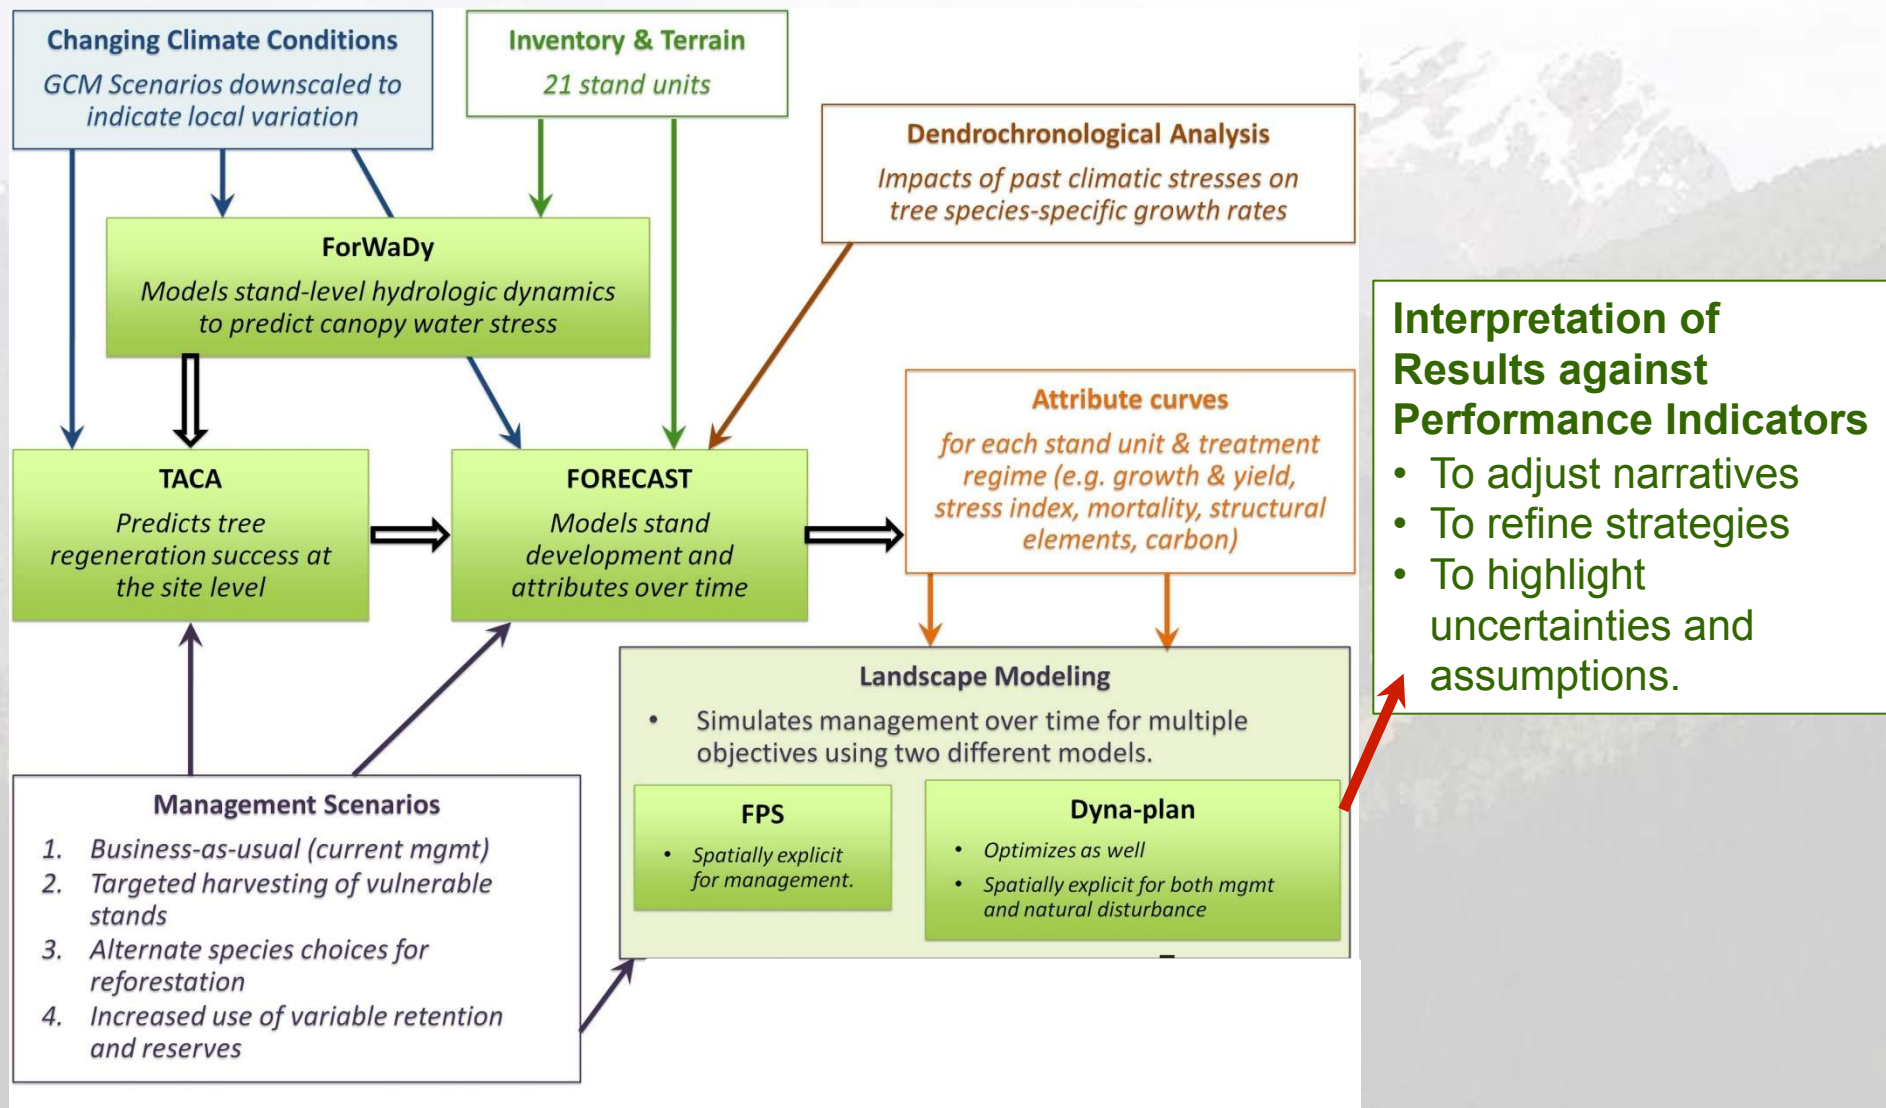 Changing Climate Conditions
GCM Scenarios downscaled to
indicate local variation
Inventory & Terrain
21 stand units
Dendrochronological Analysis
Impacts of past climatic stresses on
tree species-specific growth rates
ForWaDy
Models stand-level hydrologic dynamics
to predict canopy water stress
TACA
Predicts tree
regeneration success at
the site level
FORECAST
Models stand
development and
attributes over time
Attribute curves
for each stand unit & treatment
regime (e.g. growth & yield,
stress index, mortality, structural
elements, carbon)
Interpretation of
Results against
Performance Indicators
• To adjust narratives
• To refine strategies
• To highlight
uncertainties and
assumptions.
Management Scenarios
1. Business-as-usual (current mgmt)
2. Targeted harvesting of vulnerable
stands
3. Alternate species choices for
reforestation
4. Increased use of variable retention
and reserves
Landscape Modeling
• Simulates management over time for multiple
objectives using two different models.
FPS
• Spatially explicit
for management.
Dyna-plan
• Optimizes as well
• Spatially explicit for both mgmt
and natural disturbance